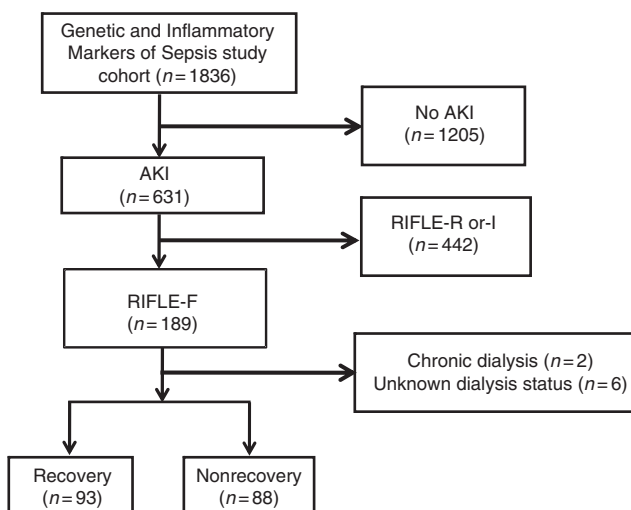 Genetic and Inflammatory
Markers of Sepsis study
cohort (n=1836)
No AKI
(n=1205)
AKI
(n=631)
RIFLE-R or-I
(n=442)
RIFLE-F
(n=189)
Chronic dialysis (n=2)
Unknown dialysis status (n=6)
Recovery
(n=93)
Nonrecovery
(n=88)